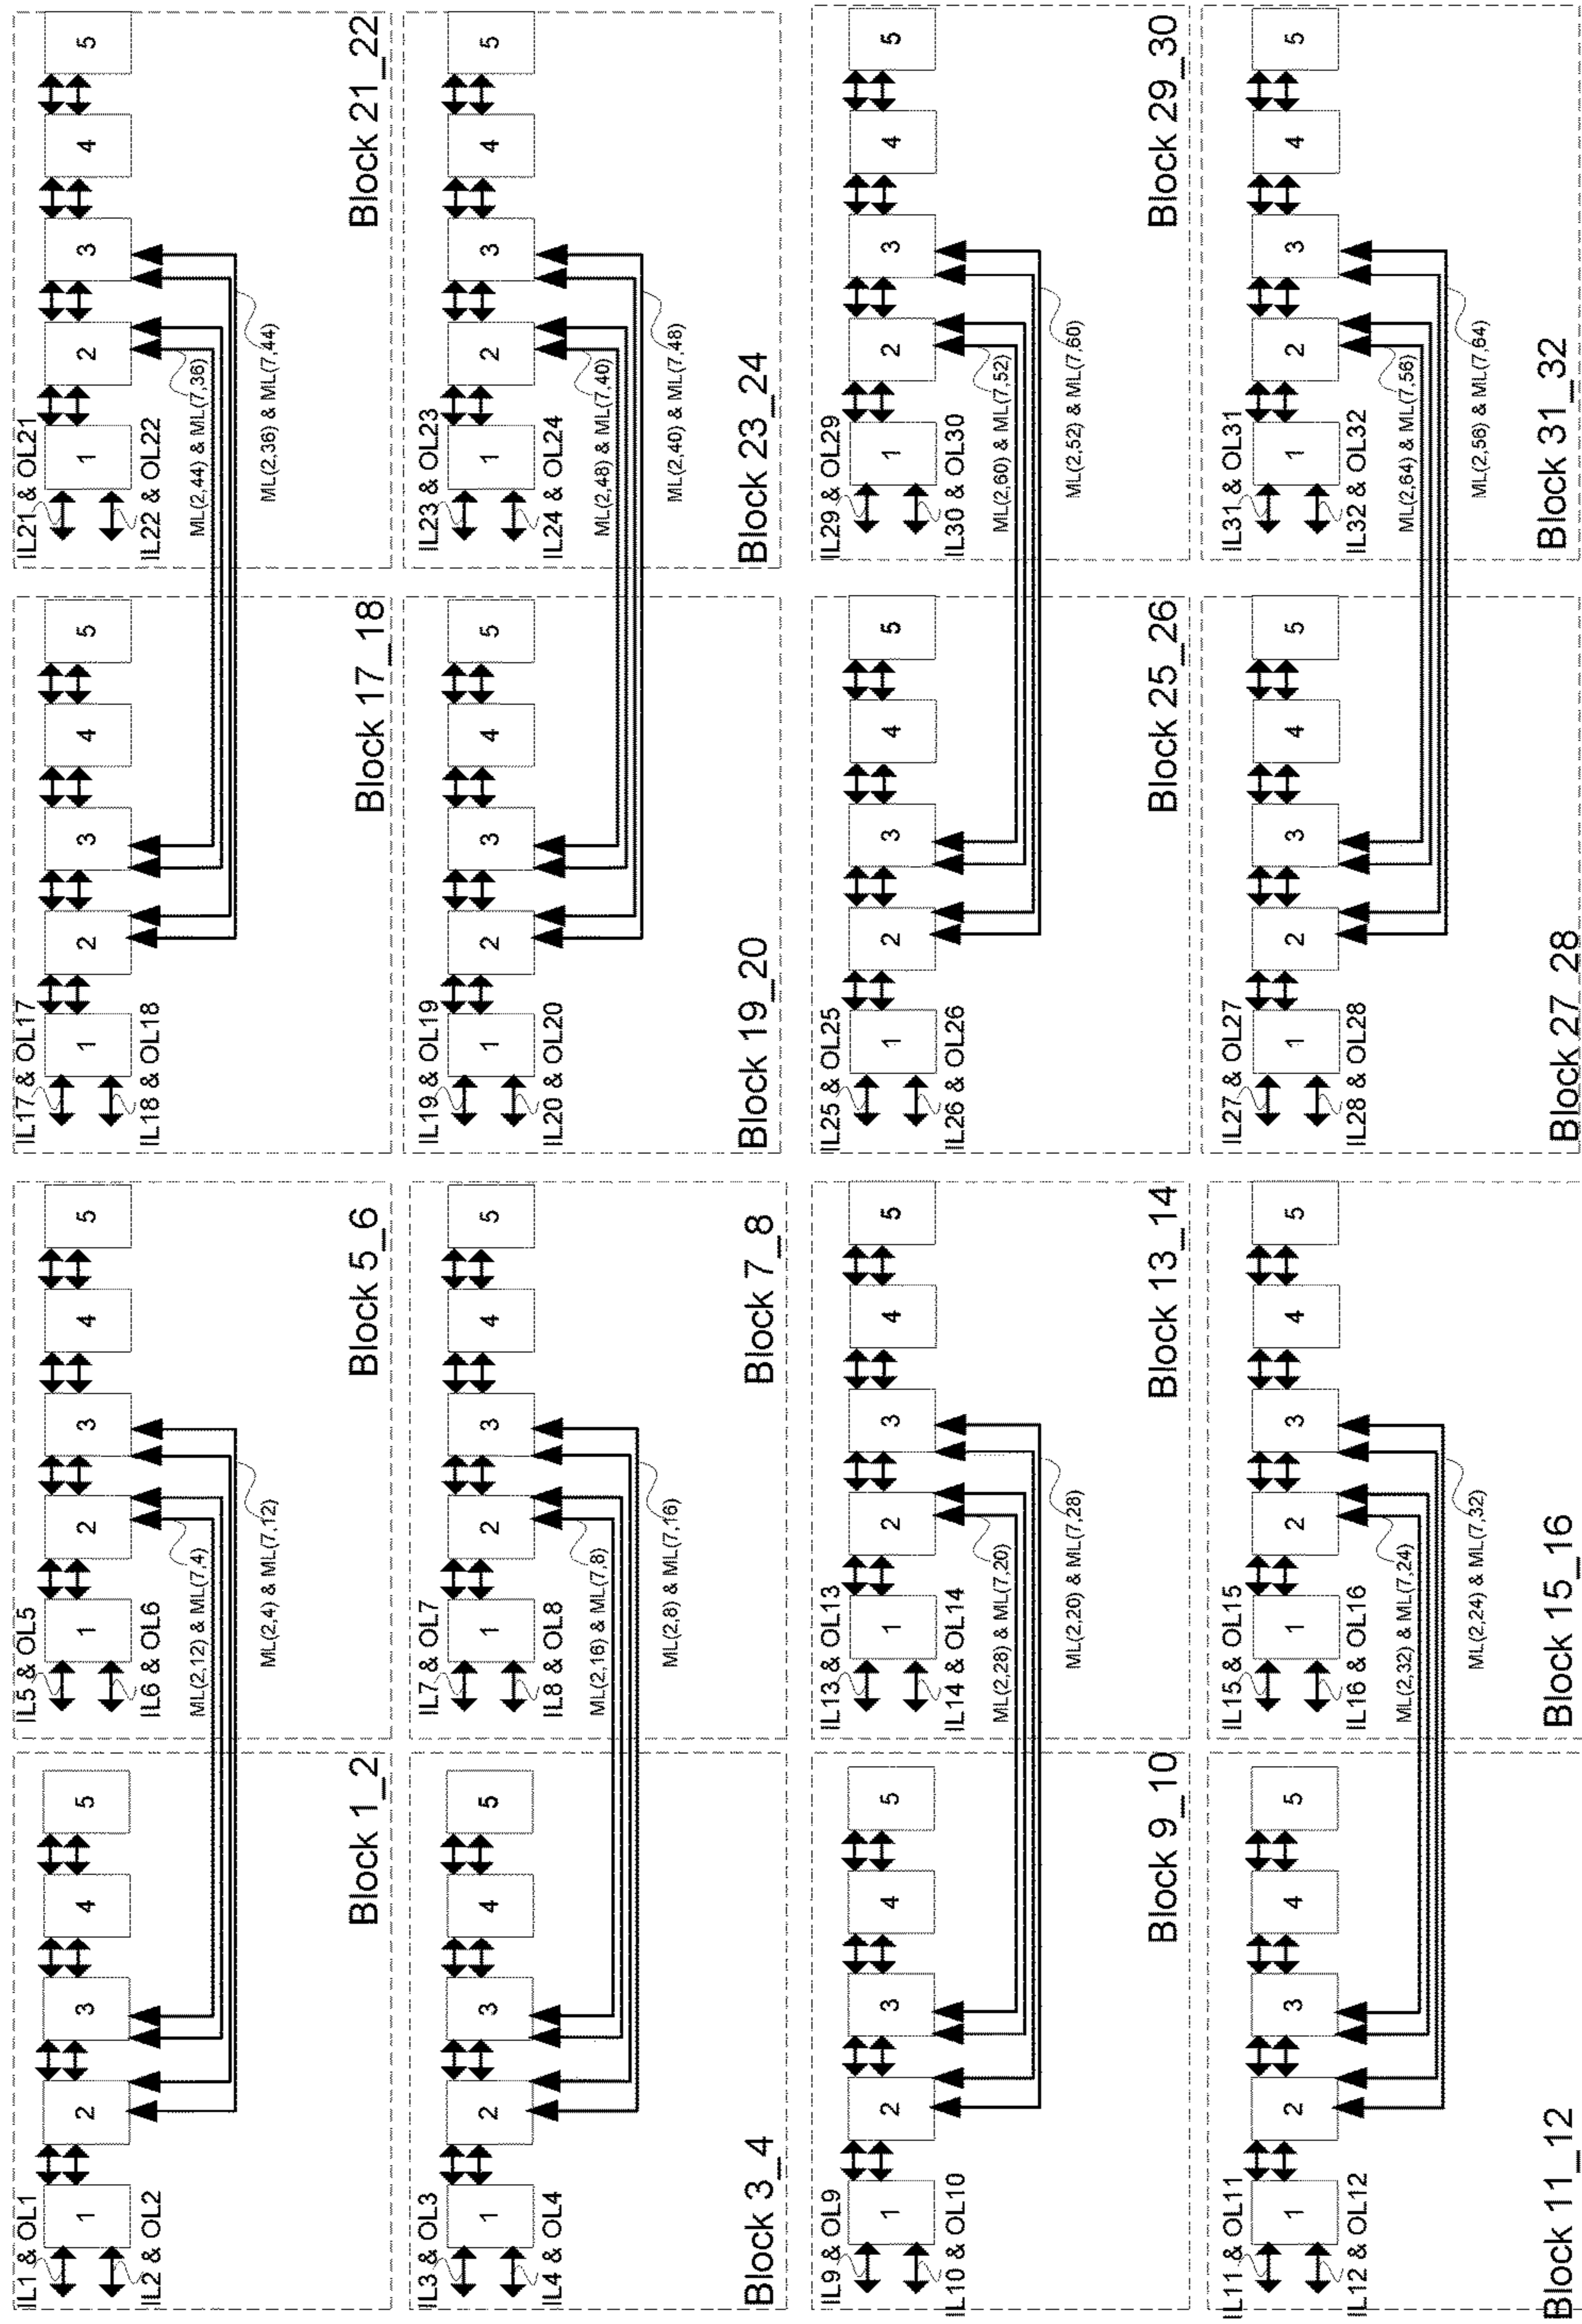 IL1 & OL1
1
2
3
4
5
IL2 & OL2
Block 1_2
IL5 & OL5
1
2
3
4
5
IL6 & OL6
ML(2,12) & ML(7,4)
ML(2,4) & ML(7,12)
Block 5_6
IL17 & OL17
1
2
3
4
5
IL18 & OL18
Block 17_18
IL21 & OL21
1
2
3
4
5
IL22 & OL22
ML(2,44) & ML(7,36)
ML(2,36) & ML(7,44)
Block 21_22
IL3 & OL3
1
2
3
4
5
IL4 & OL4
Block 3_4
IL7 & OL7
1
2
3
4
5
IL8 & OL8
ML(2,16) & ML(7,8)
ML(2,8) & ML(7,16)
Block 7_8
IL19 & OL19
1
2
3
4
5
IL20 & OL20
Block 19_20
IL23 & OL23
1
2
3
4
5
IL24 & OL24
ML(2,48) & ML(7,40)
ML(2,40) & ML(7,48)
Block 23_24
IL9 & OL9
1
2
3
4
5
IL10 & OL10
Block 9_10
IL13 & OL13
1
2
3
4
5
IL14 & OL14
ML(2,28) & ML(7,20)
ML(2,20) & ML(7,28)
Block 13_14
IL25 & OL25
1
2
3
4
5
IL26 & OL26
Block 25_26
IL29 & OL29
1
2
3
4
5
IL30 & OL30
ML(2,60) & ML(7,52)
ML(2,52) & ML(7,60)
Block 29_30
IL11 & OL11
1
2
3
4
5
IL12 & OL12
Block 11_12
IL15 & OL15
1
2
3
4
5
IL16 & OL16
ML(2,32) & ML(7,24)
ML(2,24) & ML(7,32)
Block 15_16
IL27 & OL27
1
2
3
4
5
IL28 & OL28
Block 27_28
IL31 & OL31
1
2
3
4
5
IL32 & OL32
ML(2,64) & ML(7,56)
ML(2,56) & ML(7,64)
Block 31_32